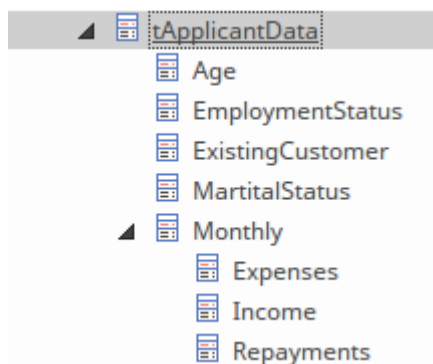 tApplicantData
Age
EmploymentStatus
ExistingCustomer
MartitalStatus
Monthly
Expenses
Income
Repayments